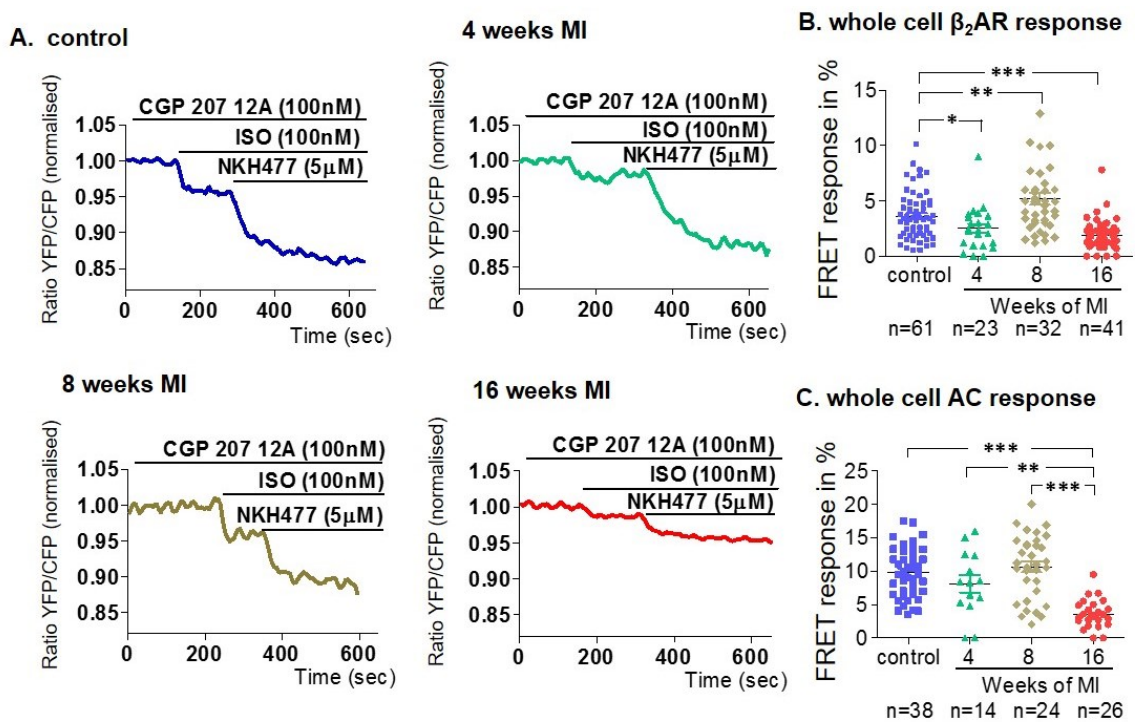 A. control
Ratio YFP/CFP (normalised)
CGP 207 12A (100nM)
ISO (100nM)
NKH477 (5μM)
1.05
1.00
0.95
0.90
0.85
0 200 400 600
Time (sec)
4 weeks MI
Ratio YFP/CFP (normalised)
CGP 207 12A (100nM)
ISO (100nM)
NKH477 (5μM)
1.05
1.00
0.95
0.90
0.85
0 200 400 600
Time (sec)
B. whole cell β₂AR response
FRET response in %
***
**
*
15
10
5
0
control 4 8 16
Weeks of MI
n=61 n=23 n=32 n=41
8 weeks MI
Ratio YFP/CFP (normalised)
CGP 207 12A (100nM)
ISO (100nM)
NKH477 (5μM)
1.05
1.00
0.95
0.90
0.85
0 200 400 600
Time (sec)
16 weeks MI
Ratio YFP/CFP (normalised)
CGP 207 12A (100nM)
ISO (100nM)
NKH477 (5μM)
1.05
1.00
0.95
0.90
0.85
0 200 400 600
Time (sec)
C. whole cell AC response
FRET response in %
***
**
***
25
20
15
10
5
0
control 4 8 16
Weeks of MI
n=38 n=14 n=24 n=26